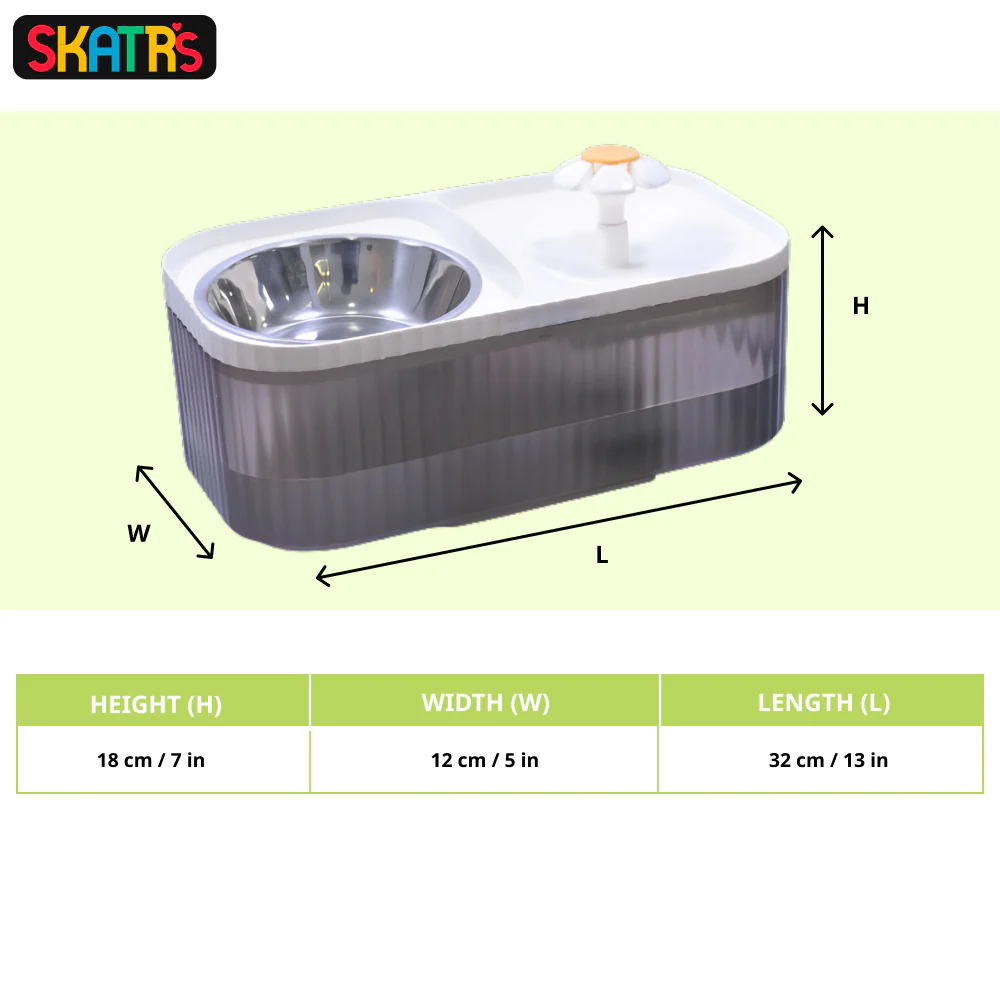 SKATR'S
H
W
L
HEIGHT (H) WIDTH (W) LENGTH (L)
18 cm / 7 in 12 cm / 5 in 32 cm / 13 in